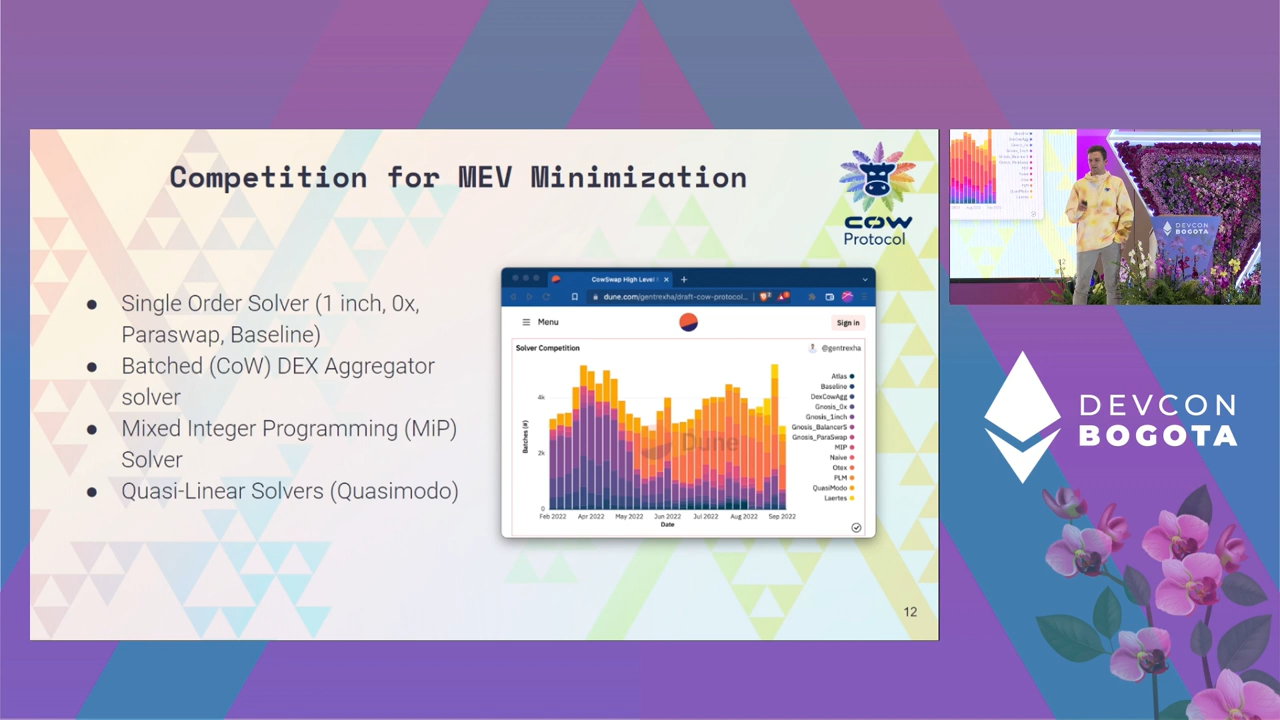 Competition for MEV Minimization
COW
Protocol
● Single Order Solver (1 inch, 0x,
Paraswap, Baseline)
● Batched (CoW) DEX Aggregator
solver
● Mixed Integer Programming (MiP)
Solver
● Quasi-Linear Solvers (Quasimodo)
CowSwap High Level
dune.com/gentrexha/draft-cow-protocol...
Menu
Sign in
Solver Competition
@gentrexha
Batches (#)
4k
2k
0
Dune
Feb 2022
Apr 2022
May 2022
Jun 2022
Jul 2022
Aug 2022
Sep 2022
Date
Atlas
Baseline
DexCowAgg
Gnosis_0x
Gnosis_1inch
Gnosis_BalancerS
Gnosis_ParaSwap
MIP
Naive
Otex
PLM
QuasiModo
Laertes
12
DEVCON
BOGOTA
DEVCON
BOGOTA